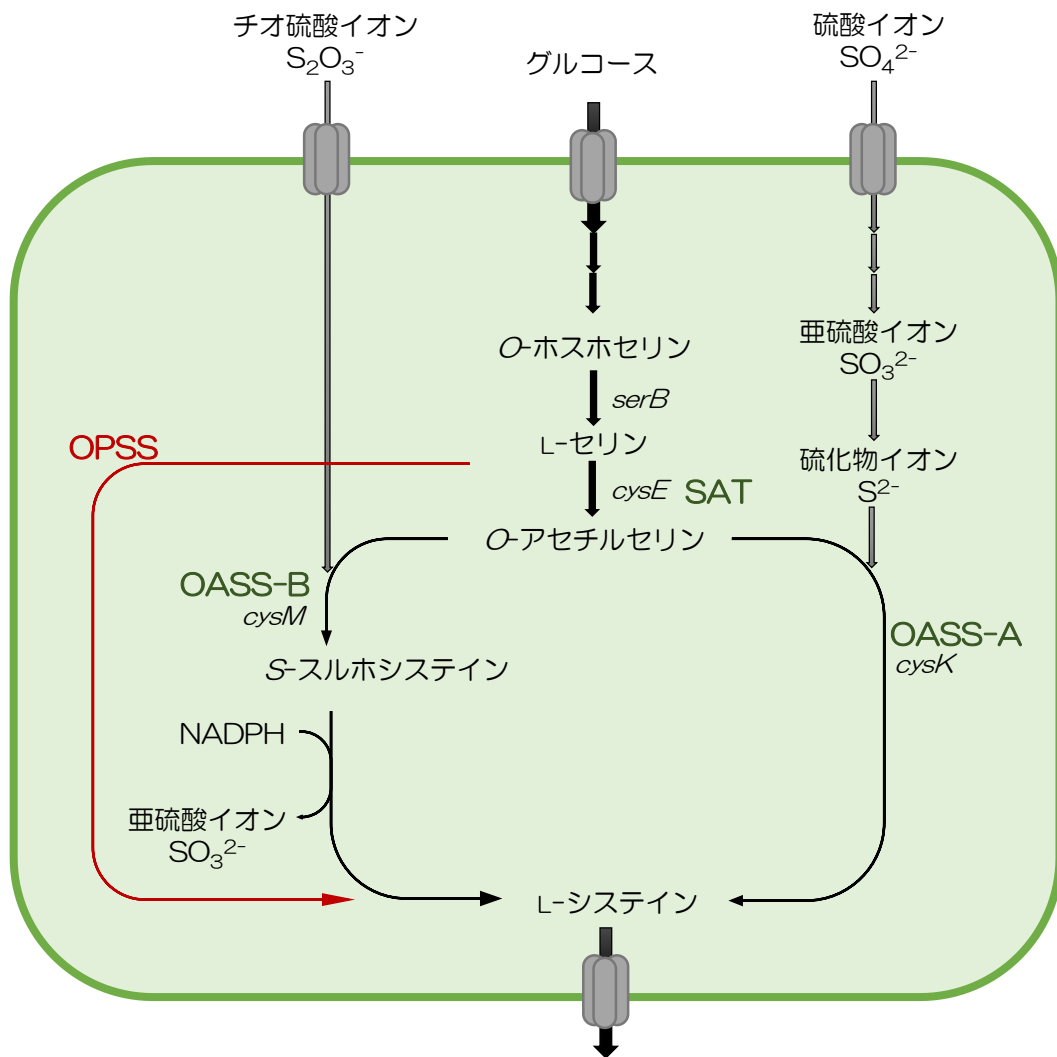 チオ硫酸イオン
S₂O₃⁻
グルコース
硫酸イオン
SO₄²⁻
O-ホスホセリン
serB
亜硫酸イオン
SO₃²⁻
OPSS
L-セリン
硫化物イオン
S²⁻
cysE SAT
O-アセチルセリン
OASS-B
cysM
OASS-A
cysK
S-スルホシステイン
NADPH
亜硫酸イオン
SO₃²⁻
L-システイン